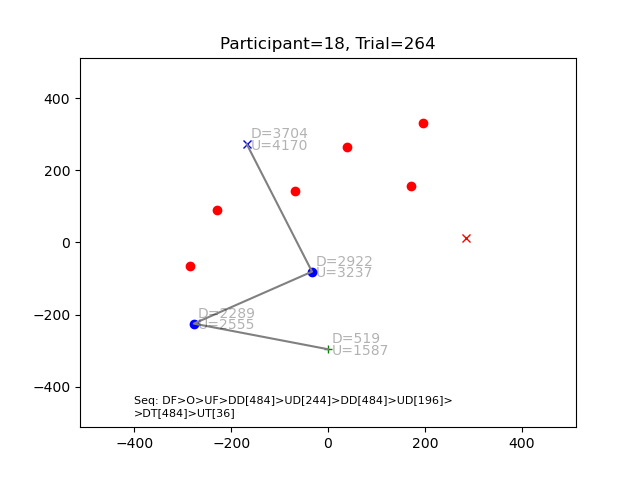 Participant=18, Trial=264
400
200
0
−200
−400
D=3704
U=4170
D=2922
U=3237
D=2289
U=2555
D=519
U=1587
Seq: DF>O>UF>DD[484]>UD[244]>DD[484]>UD[196]>
>DT[484]>UT[36]
−400 −200 0 200 400